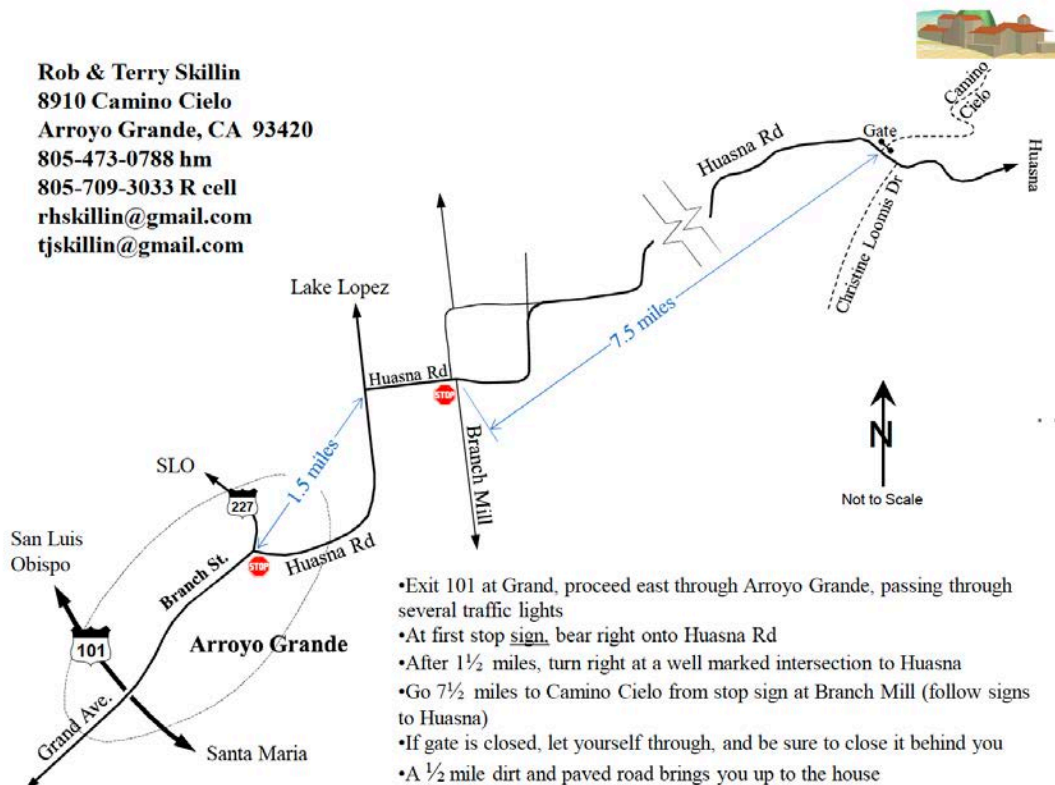 Rob & Terry Skillin
8910 Camino Cielo
Arroyo Grande, CA  93420
805-473-0788 hm
805-709-3033 R cell
rhskillin@gmail.com
tjskillin@gmail.com
Camino
Cielo
Gate
Huasna Rd
Huasna
Christine Loomis Dr
7.5 miles
Lake Lopez
Huasna Rd
STOP
Branch Mill
1.5 miles
N
Not to Scale
SLO
227
San Luis
Obispo
Branch St.
STOP
Huasna Rd
101
Arroyo Grande
Grand Ave.
Santa Maria
•Exit 101 at Grand, proceed east through Arroyo Grande, passing through
several traffic lights
•At first stop sign, bear right onto Huasna Rd
•After 1½ miles, turn right at a well marked intersection to Huasna
•Go 7½ miles to Camino Cielo from stop sign at Branch Mill (follow signs
to Huasna)
•If gate is closed, let yourself through, and be sure to close it behind you
•A ½ mile dirt and paved road brings you up to the house